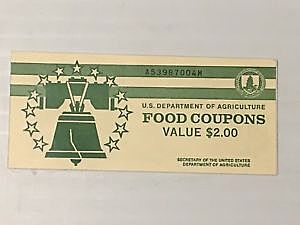 A53987004M
U.S. DEPARTMENT OF AGRICULTURE
FOOD COUPONS
VALUE $2.00
SECRETARY OF THE UNITED STATES
DEPARTMENT OF AGRICULTURE